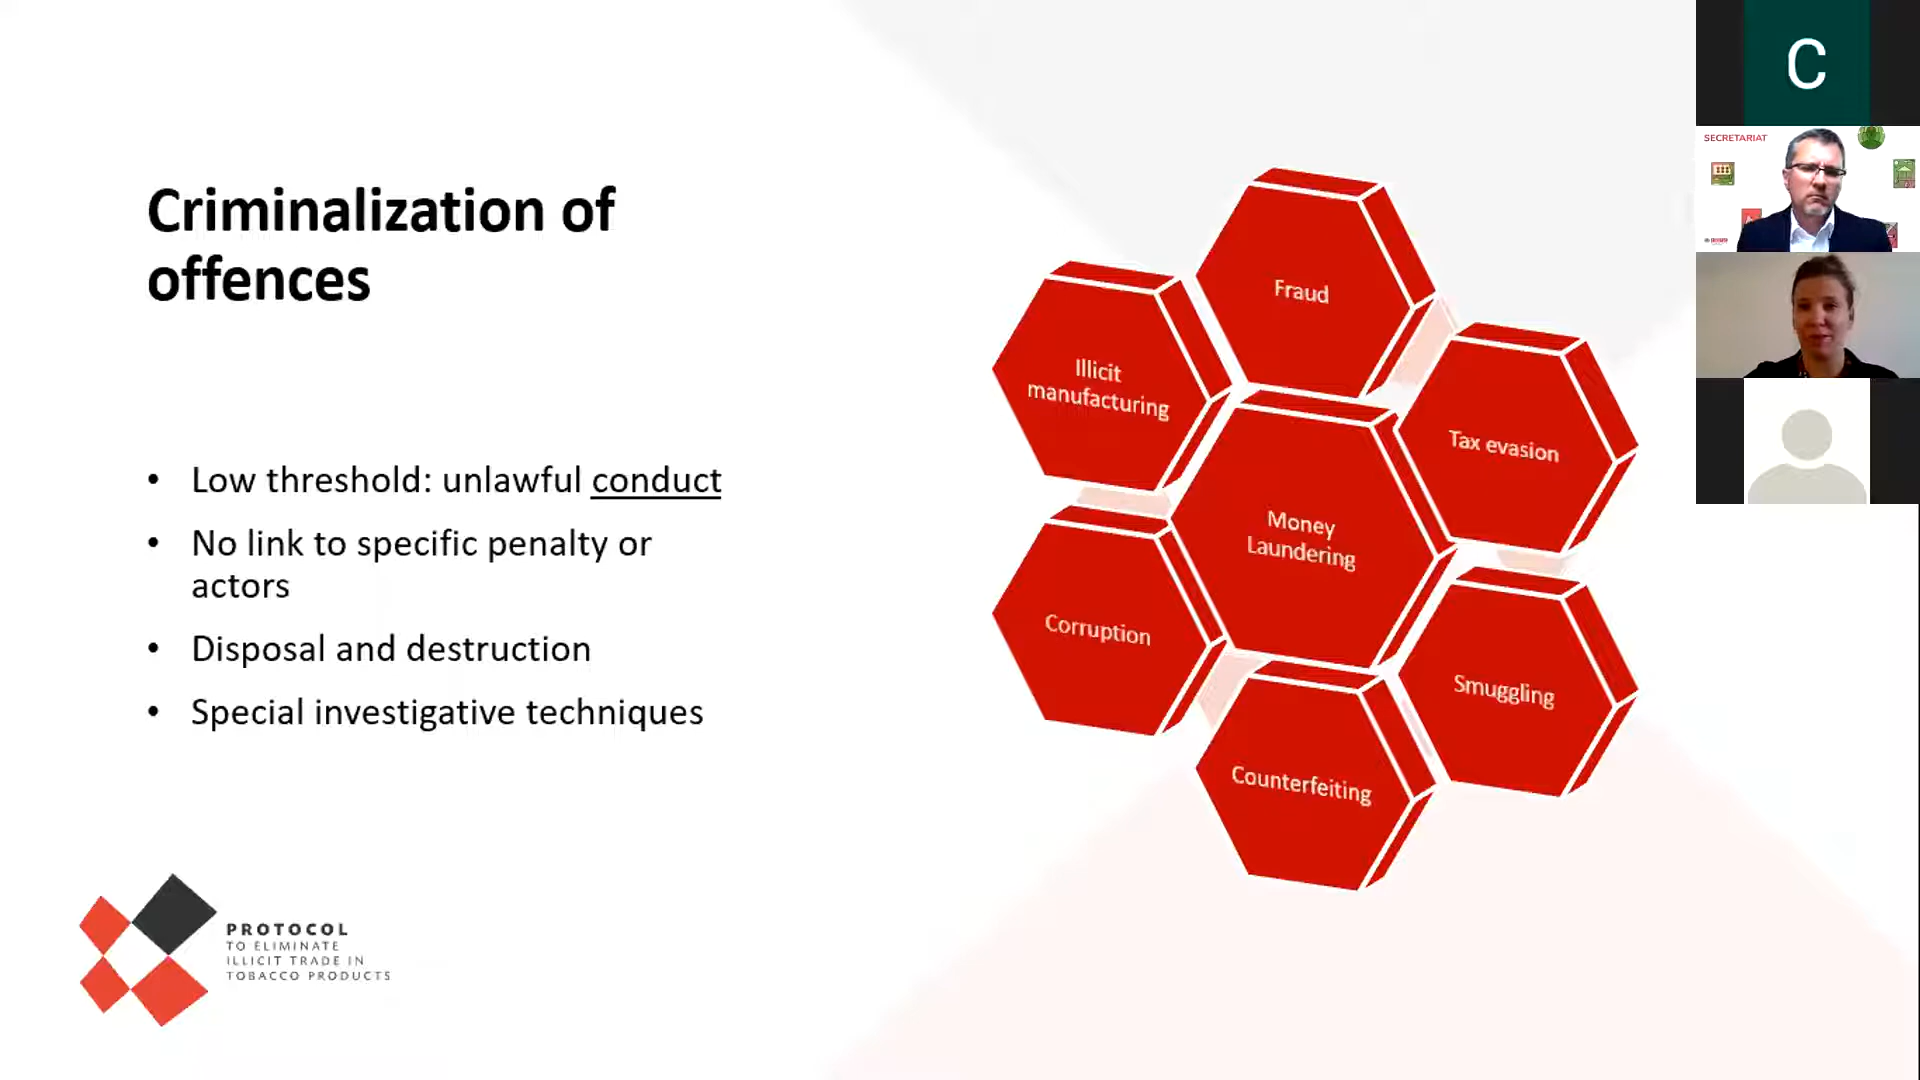 Criminalization of
offences
• Low threshold: unlawful conduct
• No link to specific penalty or
actors
• Disposal and destruction
• Special investigative techniques
Fraud
Illicit
manufacturing
Tax evasion
Money
Laundering
Corruption
Smuggling
Counterfeiting
PROTOCOL
TO ELIMINATE
ILLICIT TRADE IN
TOBACCO PRODUCTS
C
SECRETARIAT